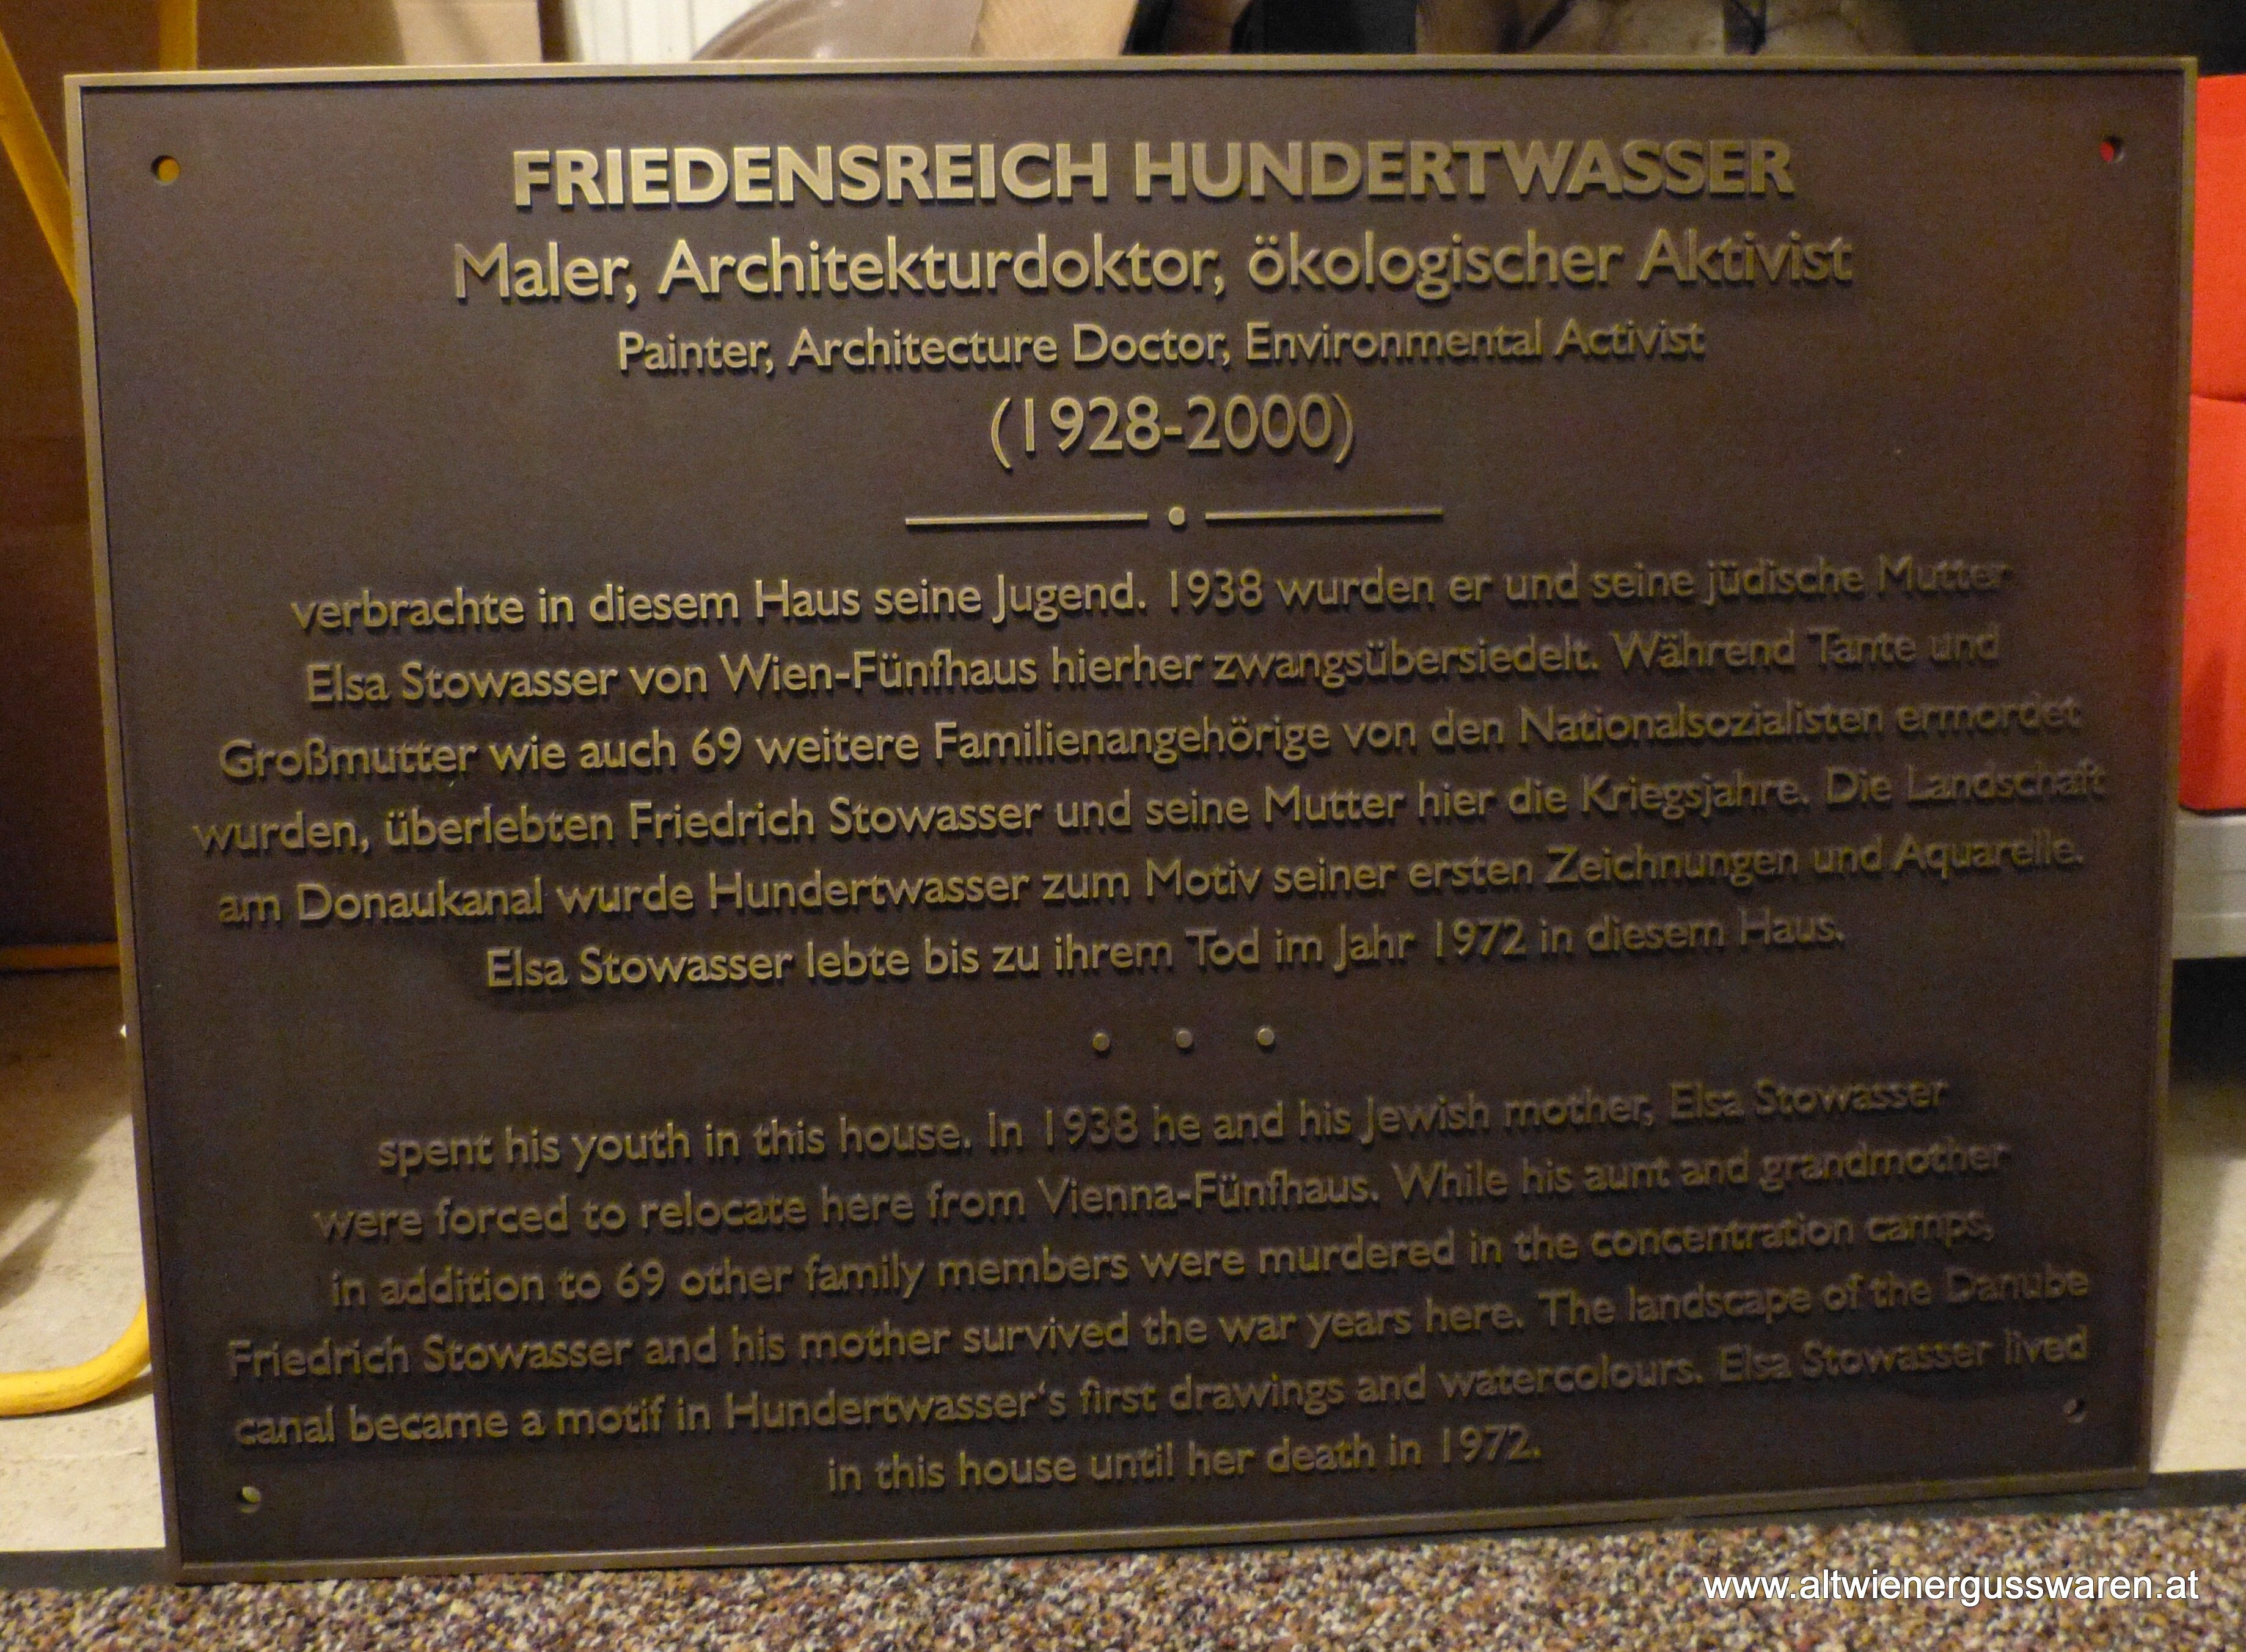 FRIEDENSREICH HUNDERTWASSER
Maler, Architekturdoktor, ökologischer Aktivist
Painter, Architecture Doctor, Environmental Activist
(1928-2000)
verbrachte in diesem Haus seine Jugend. 1938 wurden er und seine jüdische Mutter
Elsa Stowasser von Wien-Fünfhaus hierher zwangsübersiedelt. Während Tante und
Großmutter wie auch 69 weitere Familienangehörige von den Nationalsozialisten ermordet
wurden, überlebten Friedrich Stowasser und seine Mutter hier die Kriegsjahre. Die Landschaft
am Donaukanal wurde Hundertwasser zum Motiv seiner ersten Zeichnungen und Aquarelle.
Elsa Stowasser lebte bis zu ihrem Tod im Jahr 1972 in diesem Haus.
spent his youth in this house. In 1938 he and his Jewish mother, Elsa Stowasser
were forced to relocate here from Vienna-Fünfhaus. While his aunt and grandmother
in addition to 69 other family members were murdered in the concentration camps,
Friedrich Stowasser and his mother survived the war years here. The landscape of the Danube
canal became a motif in Hundertwasser‘s first drawings and watercolours. Elsa Stowasser lived
in this house until her death in 1972.
www.altwienergusswaren.at